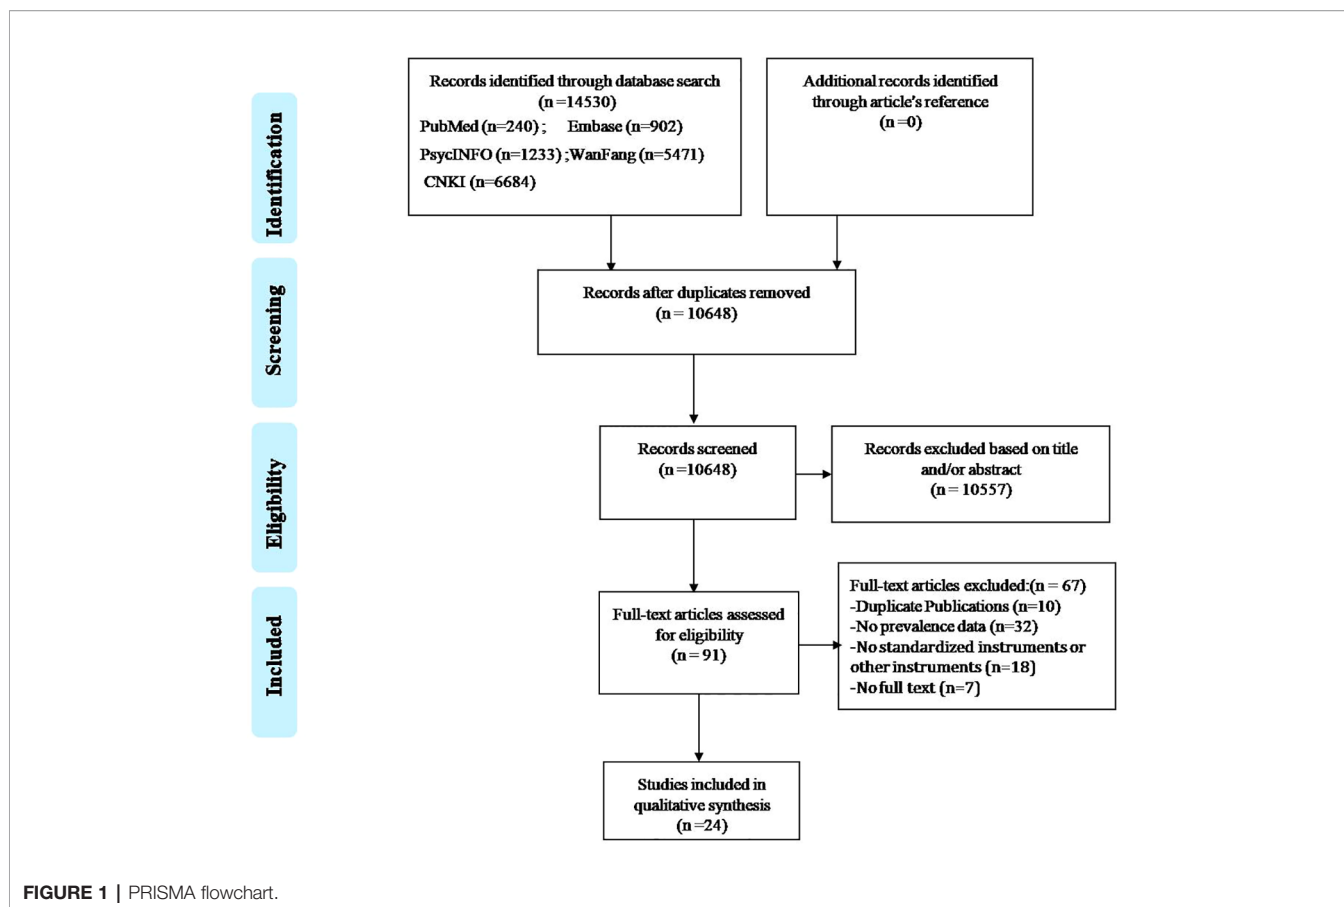 Identification
Screening
Eligibility
Included
Records identified through database search
(n =14530)
PubMed (n=240) ; Embase (n=902)
PsycINFO (n=1233) ;WanFang (n=5471)
CNKI (n=6684)
Additional records identified
through article's reference
(n =0)
Records after duplicates removed
(n = 10648)
Records screened
(n =10648)
Records excluded based on title
and/or abstract
(n = 10557)
Full-text articles assessed
for eligibility
(n = 91)
Full-text articles excluded:(n = 67)
-Duplicate Publications (n=10)
-No prevalence data (n=32)
-No standardized instruments or
other instruments (n=18)
-No full text (n=7)
Studies included in
qualitative synthesis
(n =24)
FIGURE 1 | PRISMA flowchart.